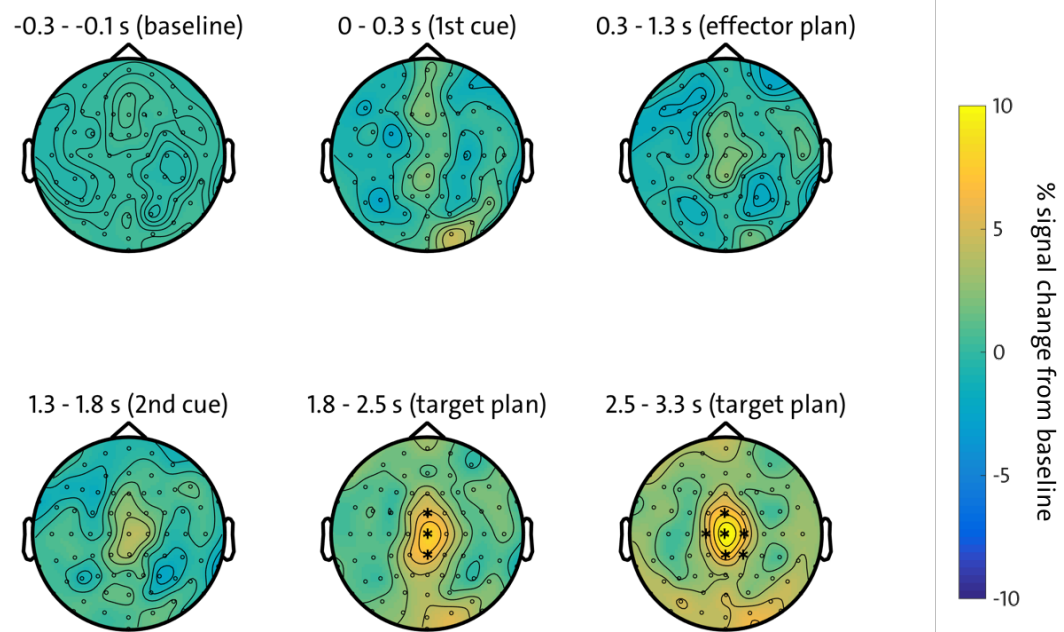 -0.3 - -0.1 s (baseline)
0 - 0.3 s (1st cue)
0.3 - 1.3 s (effector plan)
1.3 - 1.8 s (2nd cue)
1.8 - 2.5 s (target plan)
2.5 - 3.3 s (target plan)
10
5
0
-5
-10
% signal change from baseline